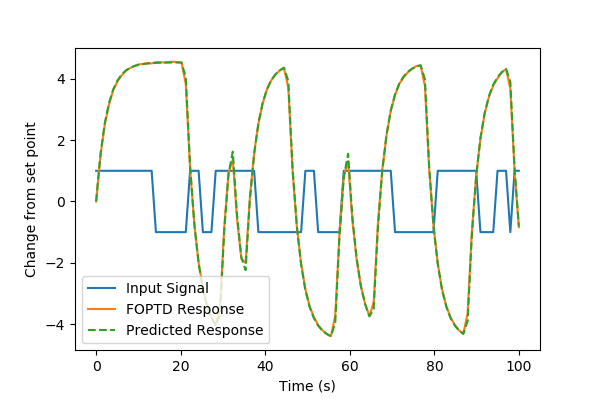 4
2
0
−2
−4
Change from set point
Input Signal
FOPTD Response
Predicted Response
0 20 40 60 80 100
Time (s)